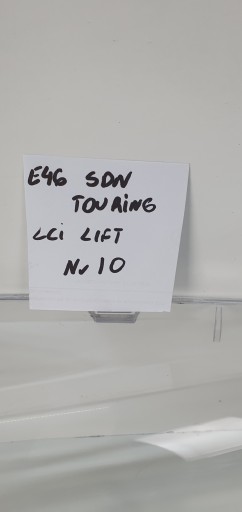 E46 SDN
TOURING
LCi LIFT
Nr 10